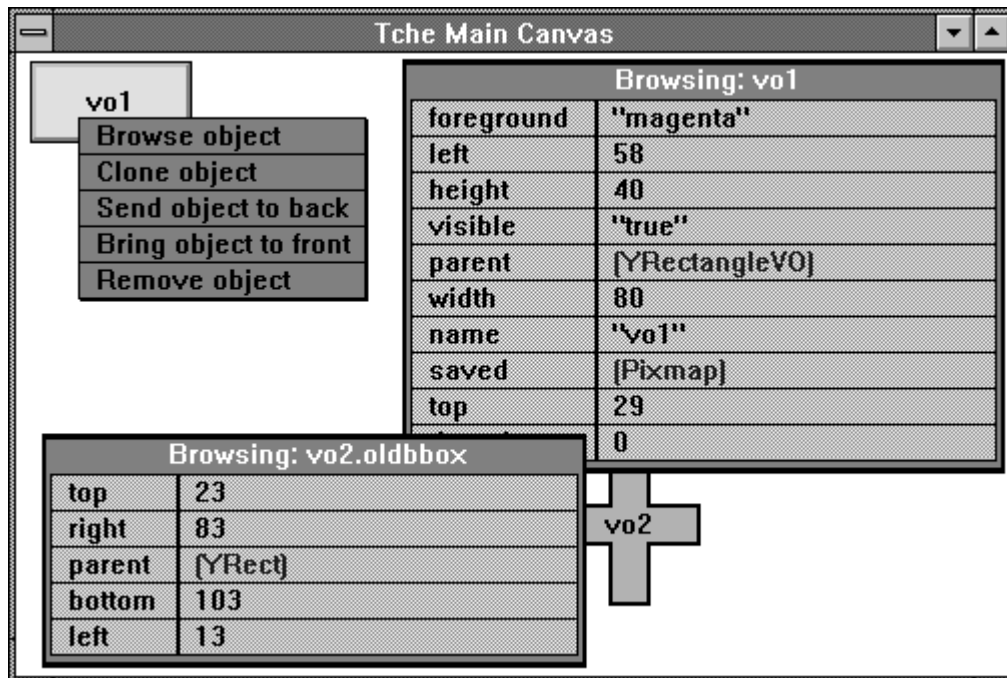 Tche Main Canvas
vo1
Browse object
Clone object
Send object to back
Bring object to front
Remove object
Browsing: vo1
foreground "magenta"
left 58
height 40
visible "true"
parent (YRectangleVO)
width 80
name "vo1"
saved (Pixmap)
top 29
0
Browsing: vo2.oldbbox
top 23
right 83
parent (YRect)
bottom 103
left 13
vo2